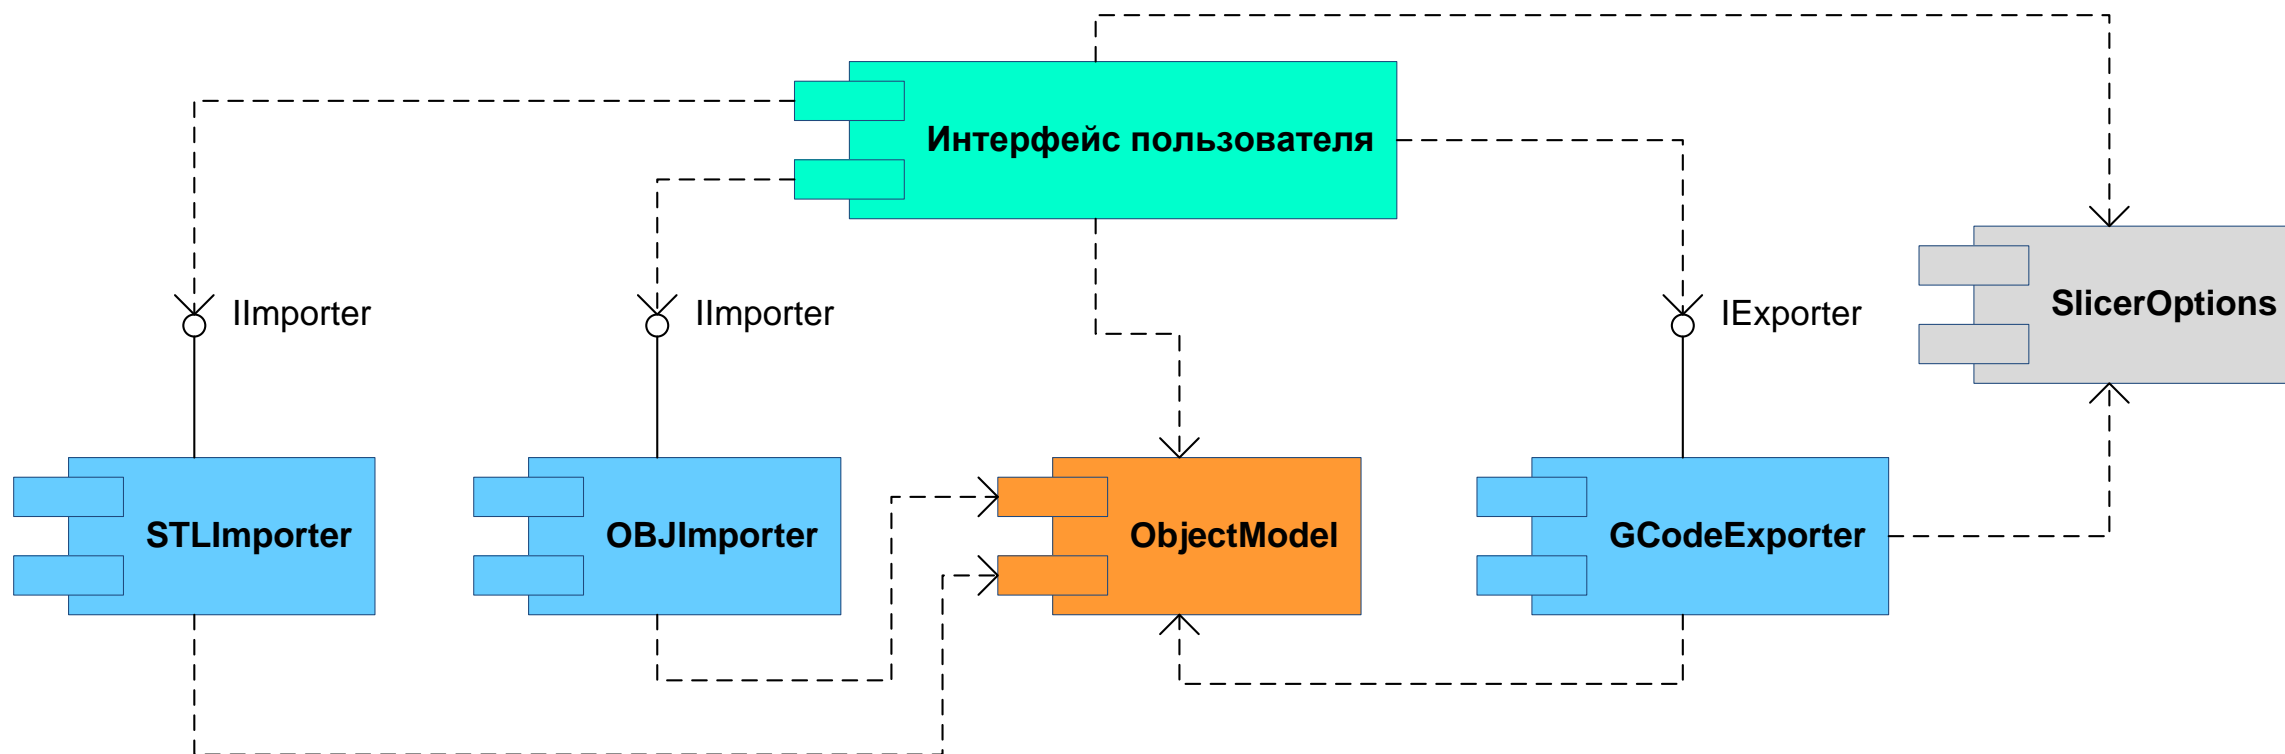 Интерфейс пользователя
IImporter
IImporter
IExporter
SlicerOptions
STLImporter
OBJImporter
ObjectModel
GCodeExporter